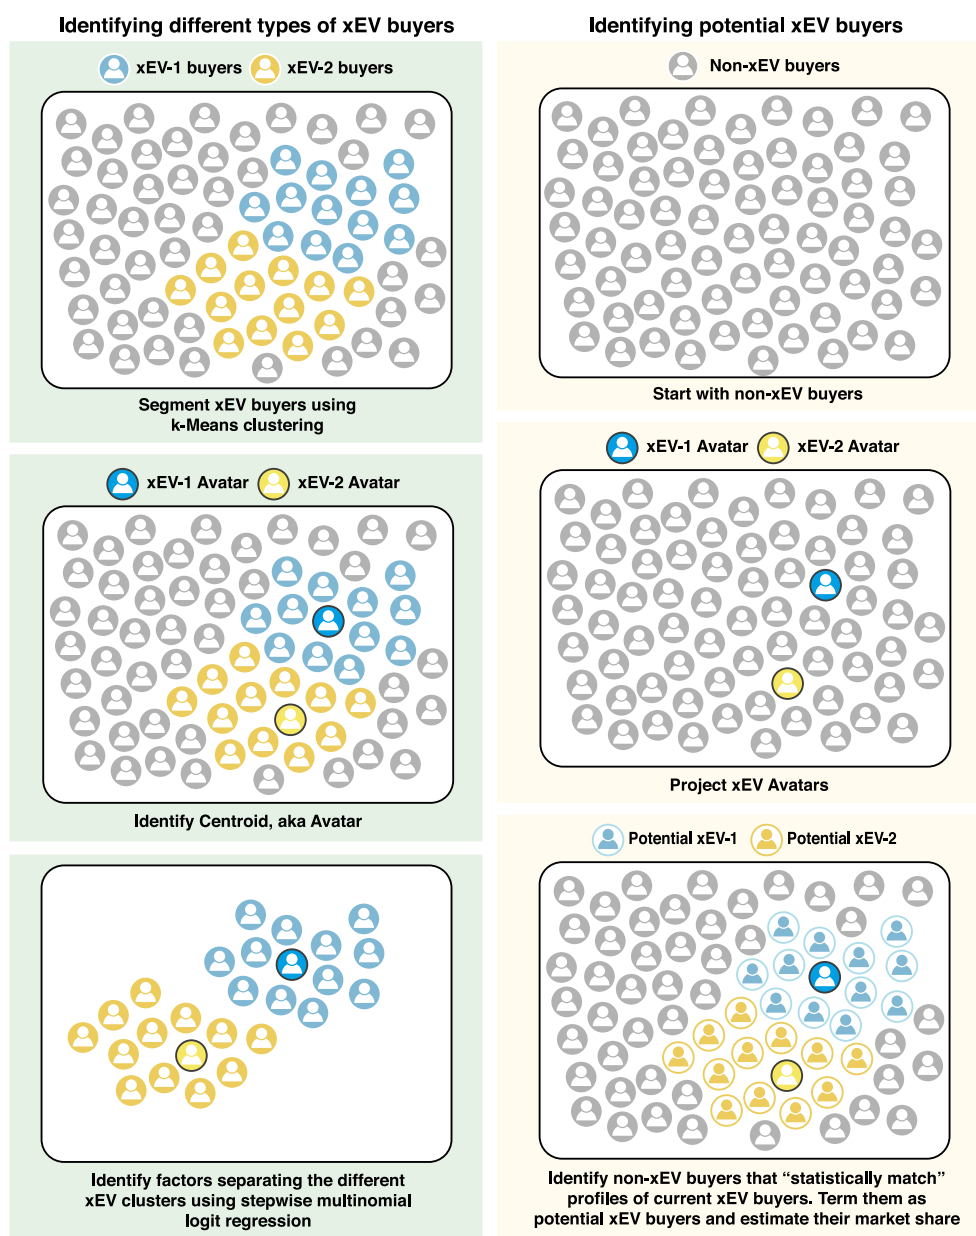 Identifying different types of xEV buyers
xEV-1 buyers
xEV-2 buyers
Segment xEV buyers using
k-Means clustering
xEV-1 Avatar
xEV-2 Avatar
Identify Centroid, aka Avatar
Identify factors separating the different
xEV clusters using stepwise multinomial
logit regression
Identifying potential xEV buyers
Non-xEV buyers
Start with non-xEV buyers
xEV-1 Avatar
xEV-2 Avatar
Project xEV Avatars
Potential xEV-1
Potential xEV-2
Identify non-xEV buyers that “statistically match”
profiles of current xEV buyers. Term them as
potential xEV buyers and estimate their market share